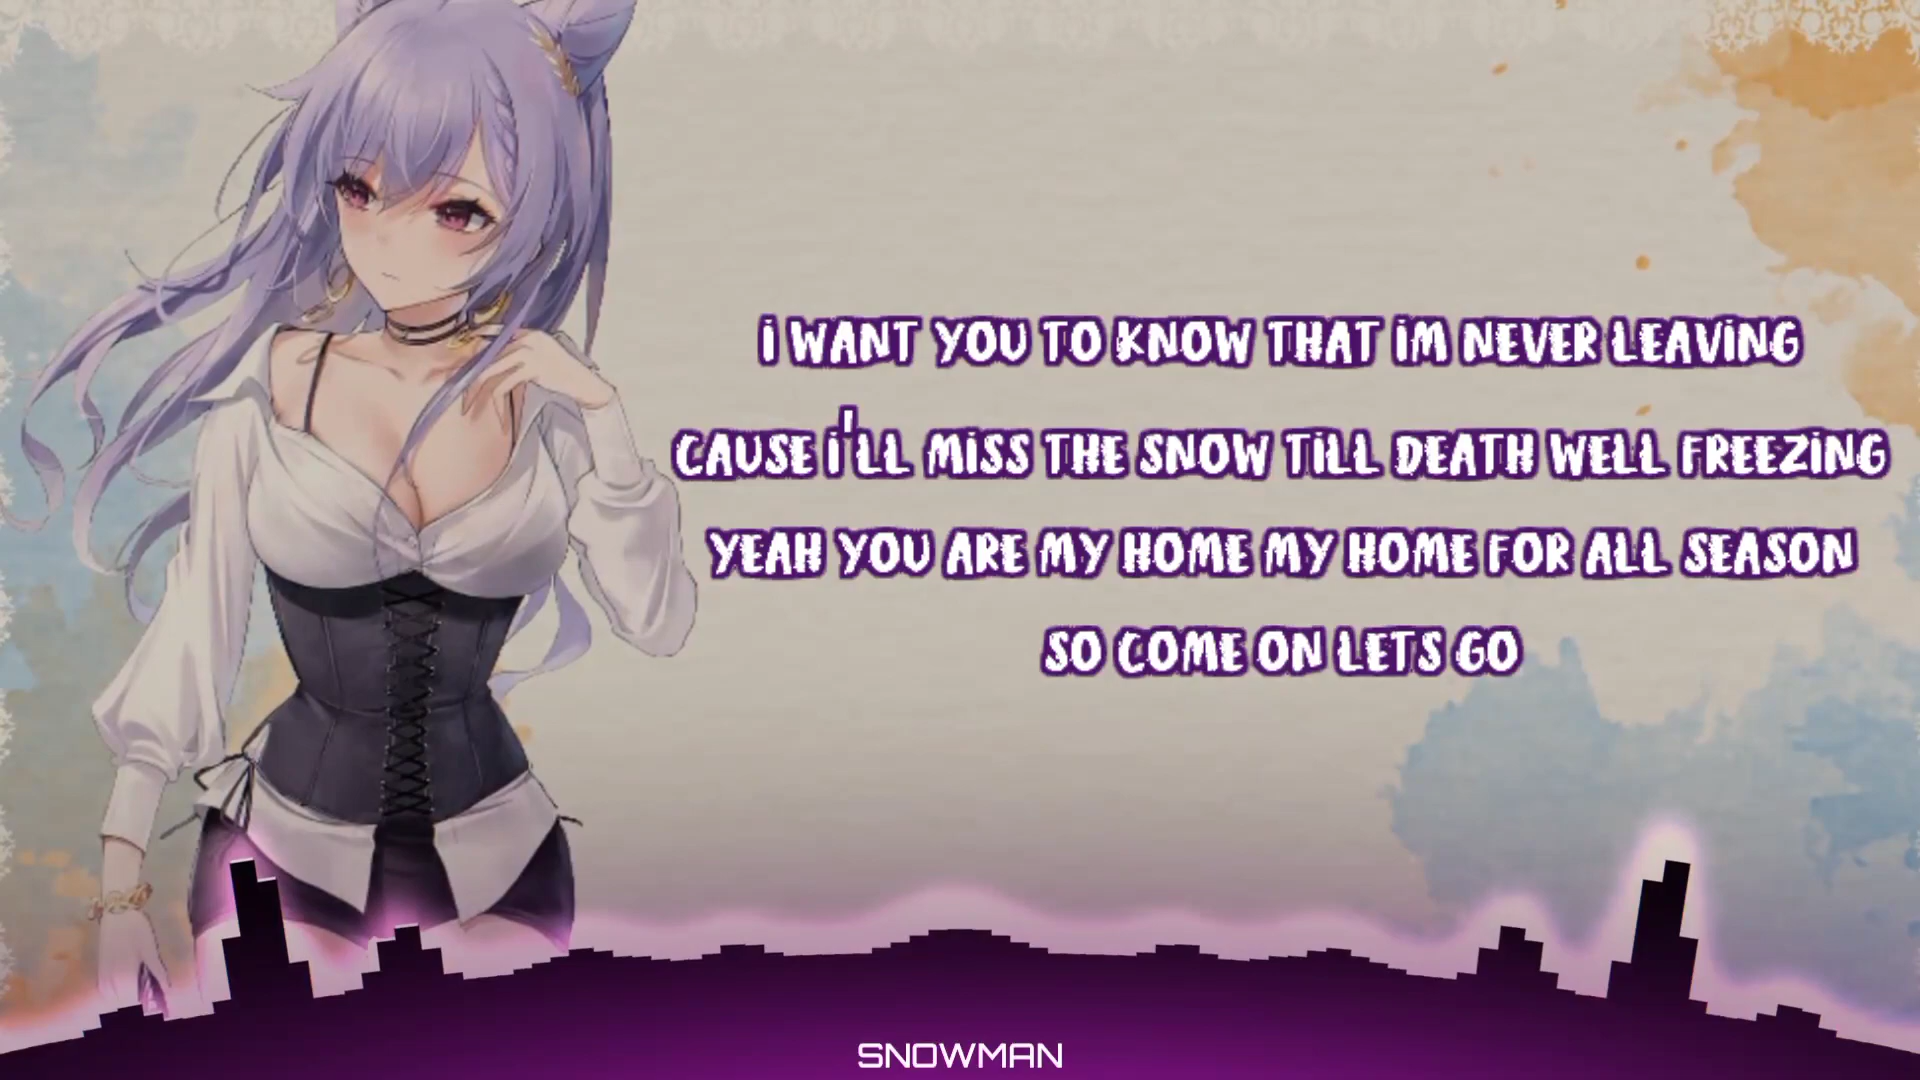 I WANT YOU TO KNOW THAT IM NEVER LEAVING
CAUSE I'LL MISS THE SNOW TILL DEATH WELL FREEZING
YEAH YOU ARE MY HOME MY HOME FOR ALL SEASON
SO COME ON LETS GO
SNOWMAN